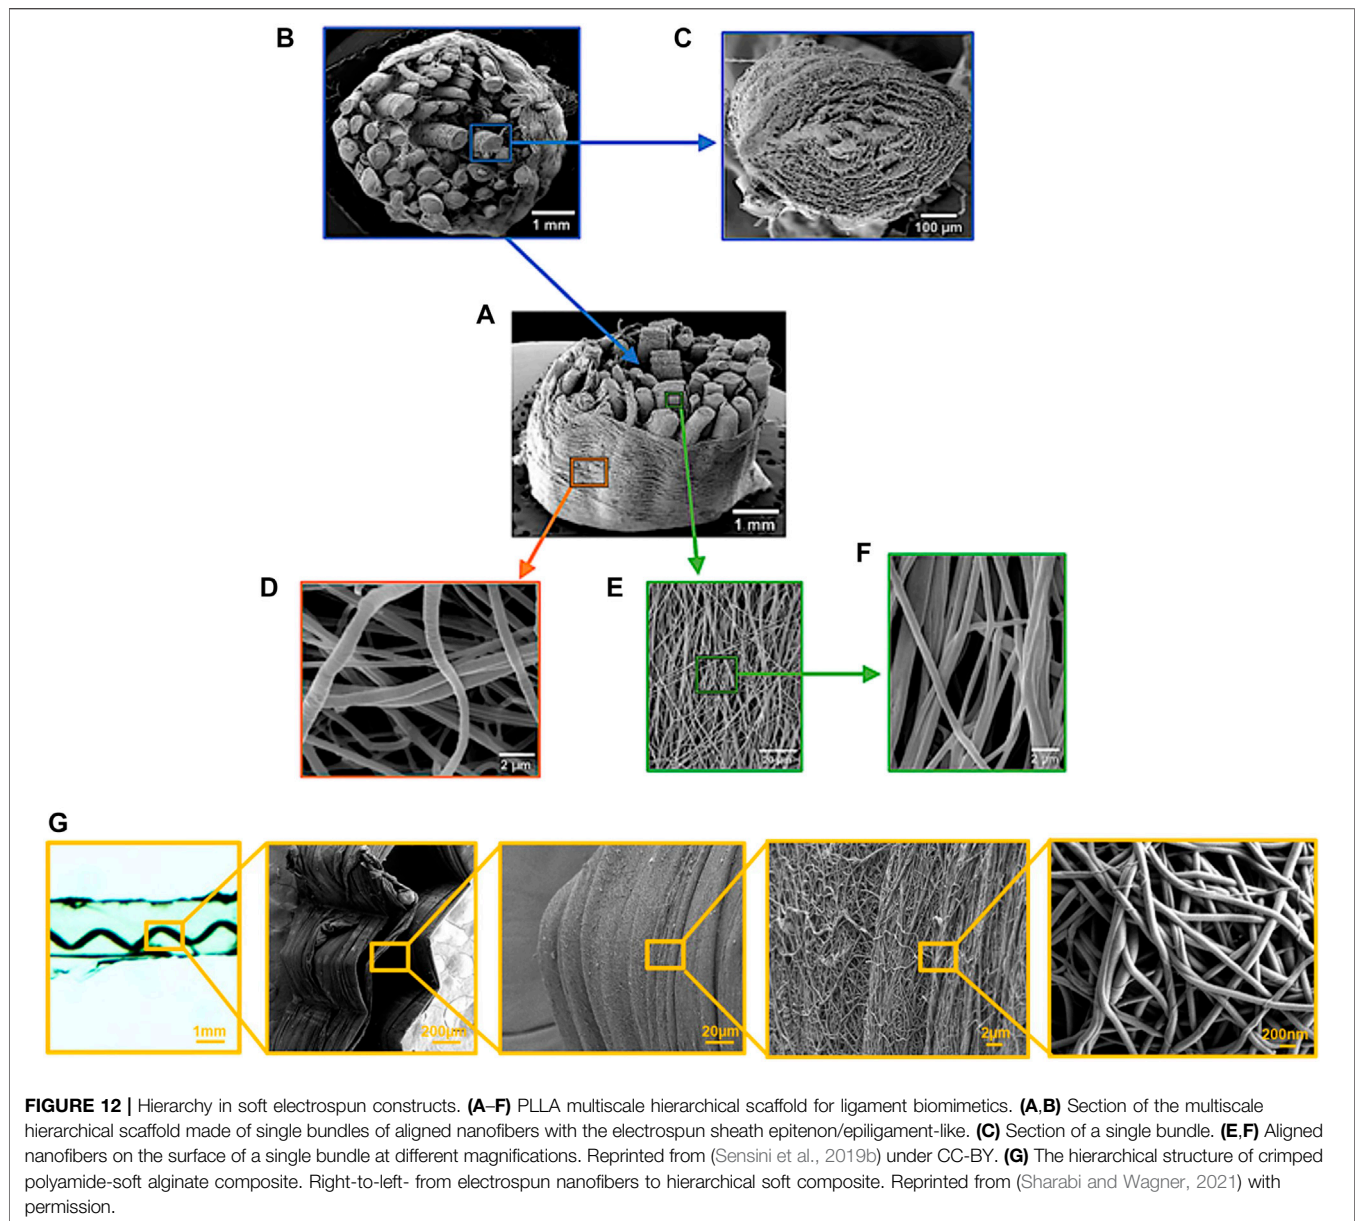 B
C
1 mm
100 µm
A
1 mm
D
E
F
2 µm
20 µm
2 µm
G
1mm
200µm
20µm
2µm
200nm
FIGURE 12 | Hierarchy in soft electrospun constructs. (A–F) PLLA multiscale hierarchical scaffold for ligament biomimetics. (A,B) Section of the multiscale
hierarchical scaffold made of single bundles of aligned nanofibers with the electrospun sheath epitenon/epiligament-like. (C) Section of a single bundle. (E,F) Aligned
nanofibers on the surface of a single bundle at different magnifications. Reprinted from (Sensini et al., 2019b) under CC-BY. (G) The hierarchical structure of crimped
polyamide-soft alginate composite. Right-to-left- from electrospun nanofibers to hierarchical soft composite. Reprinted from (Sharabi and Wagner, 2021) with
permission.